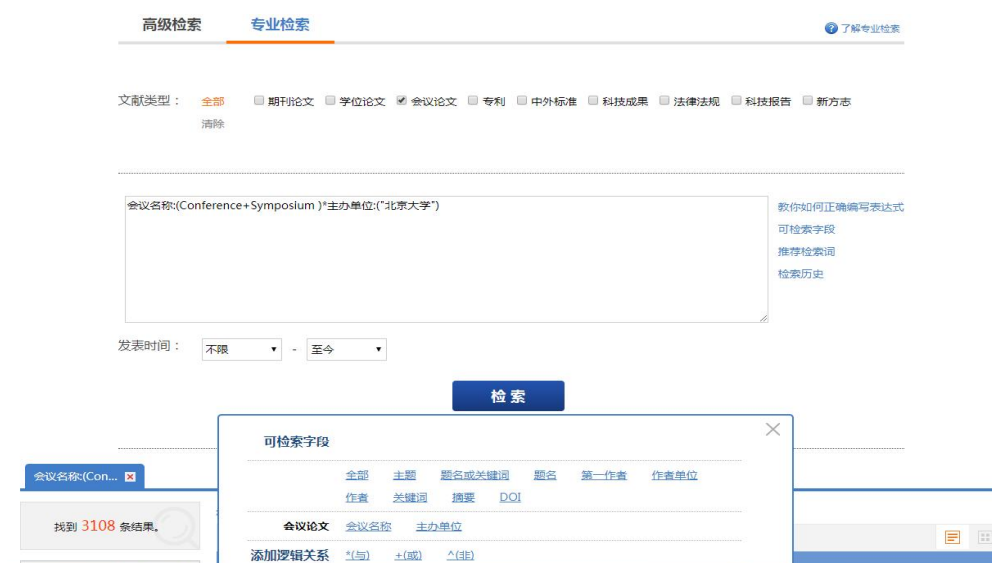 高级检索 专业检索
了解专业检索
文献类型： 全部 期刊论文 学位论文 会议论文 专利 中外标准 科技成果 法律法规 科技报告 新方志
清除
会议名称:(Conference+Symposium )*主办单位:("北京大学")
教你如何正确编写表达式
可检索字段
推荐检索词
检索历史
发表时间： 不限 - 至今
检 索
可检索字段
全部 主题 题名或关键词 题名 第一作者 作者单位
作者 关键词 摘要 DOI
会议论文 会议名称 主办单位
添加逻辑关系 *(与) +(或) ^(非)
会议名称:(Con...
找到 3108 条结果。